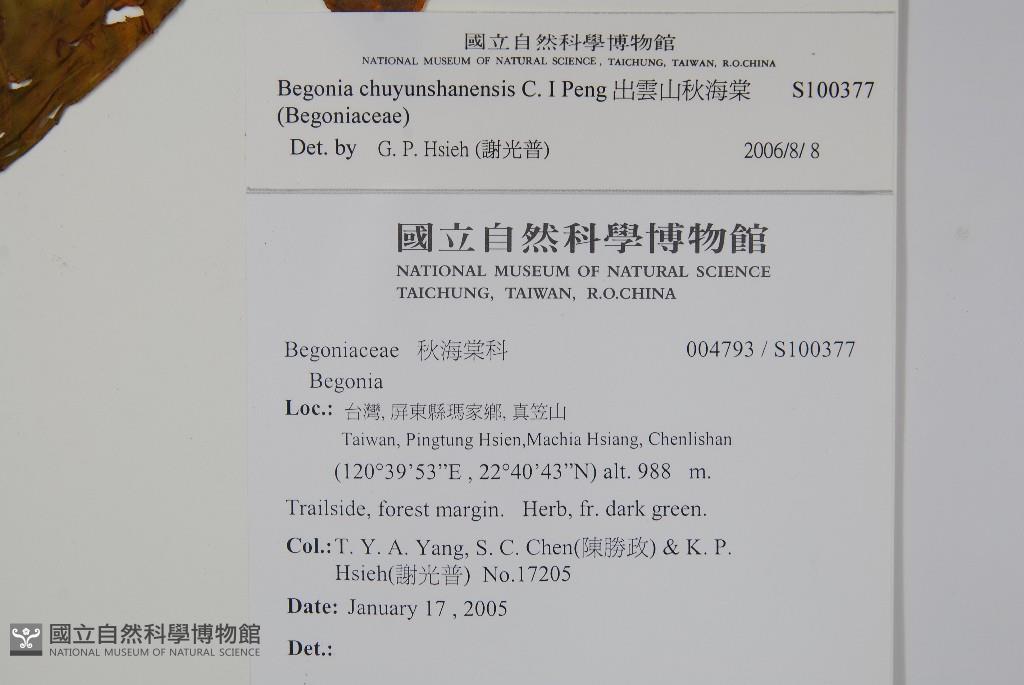 國立自然科學博物館
NATIONAL MUSEUM OF NATURAL SCIENCE, TAICHUNG, TAIWAN, R.O.CHINA
Begonia chuyunshanensis C. I Peng 出雲山秋海棠 S100377
(Begoniaceae)
Det. by G. P. Hsieh (謝光普) 2006/8/ 8
國立自然科學博物館
NATIONAL MUSEUM OF NATURAL SCIENCE
TAICHUNG, TAIWAN, R.O.CHINA
Begoniaceae 秋海棠科 004793 / S100377
Begonia
Loc.: 台灣, 屏東縣瑪家鄉, 真笠山
Taiwan, Pingtung Hsien,Machia Hsiang, Chenlishan
(120°39’53”E , 22°40’43”N) alt. 988 m.
Trailside, forest margin. Herb, fr. dark green.
Col.: T. Y. A. Yang, S. C. Chen(陳勝政) & K. P.
Hsieh(謝光普) No.17205
Date: January 17 , 2005
Det.:
國立自然科學博物館
NATIONAL MUSEUM OF NATURAL SCIENCE